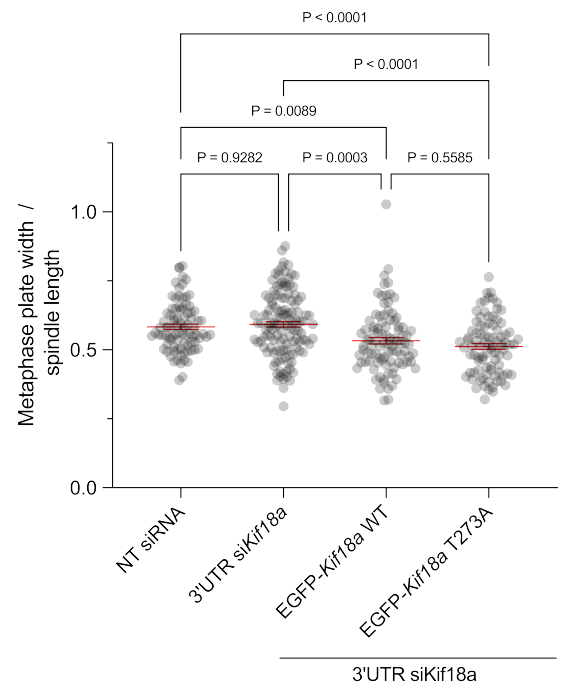 P < 0.0001
P < 0.0001
P = 0.0089
P = 0.9282 P = 0.0003 P = 0.5585
Metaphase plate width /
spindle length
1.0
0.5
0.0
NT siRNA
3'UTR siKif18a
EGFP-Kif18a WT
EGFP-Kif18a T273A
3'UTR siKif18a